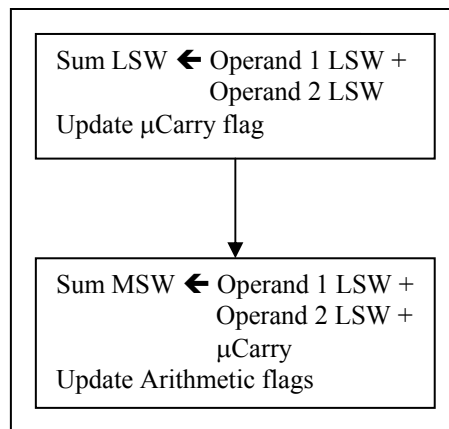 Sum LSW 🡸 Operand 1 LSW +
Operand 2 LSW
Update µCarry flag
Sum MSW 🡸 Operand 1 LSW +
Operand 2 LSW +
µCarry
Update Arithmetic flags